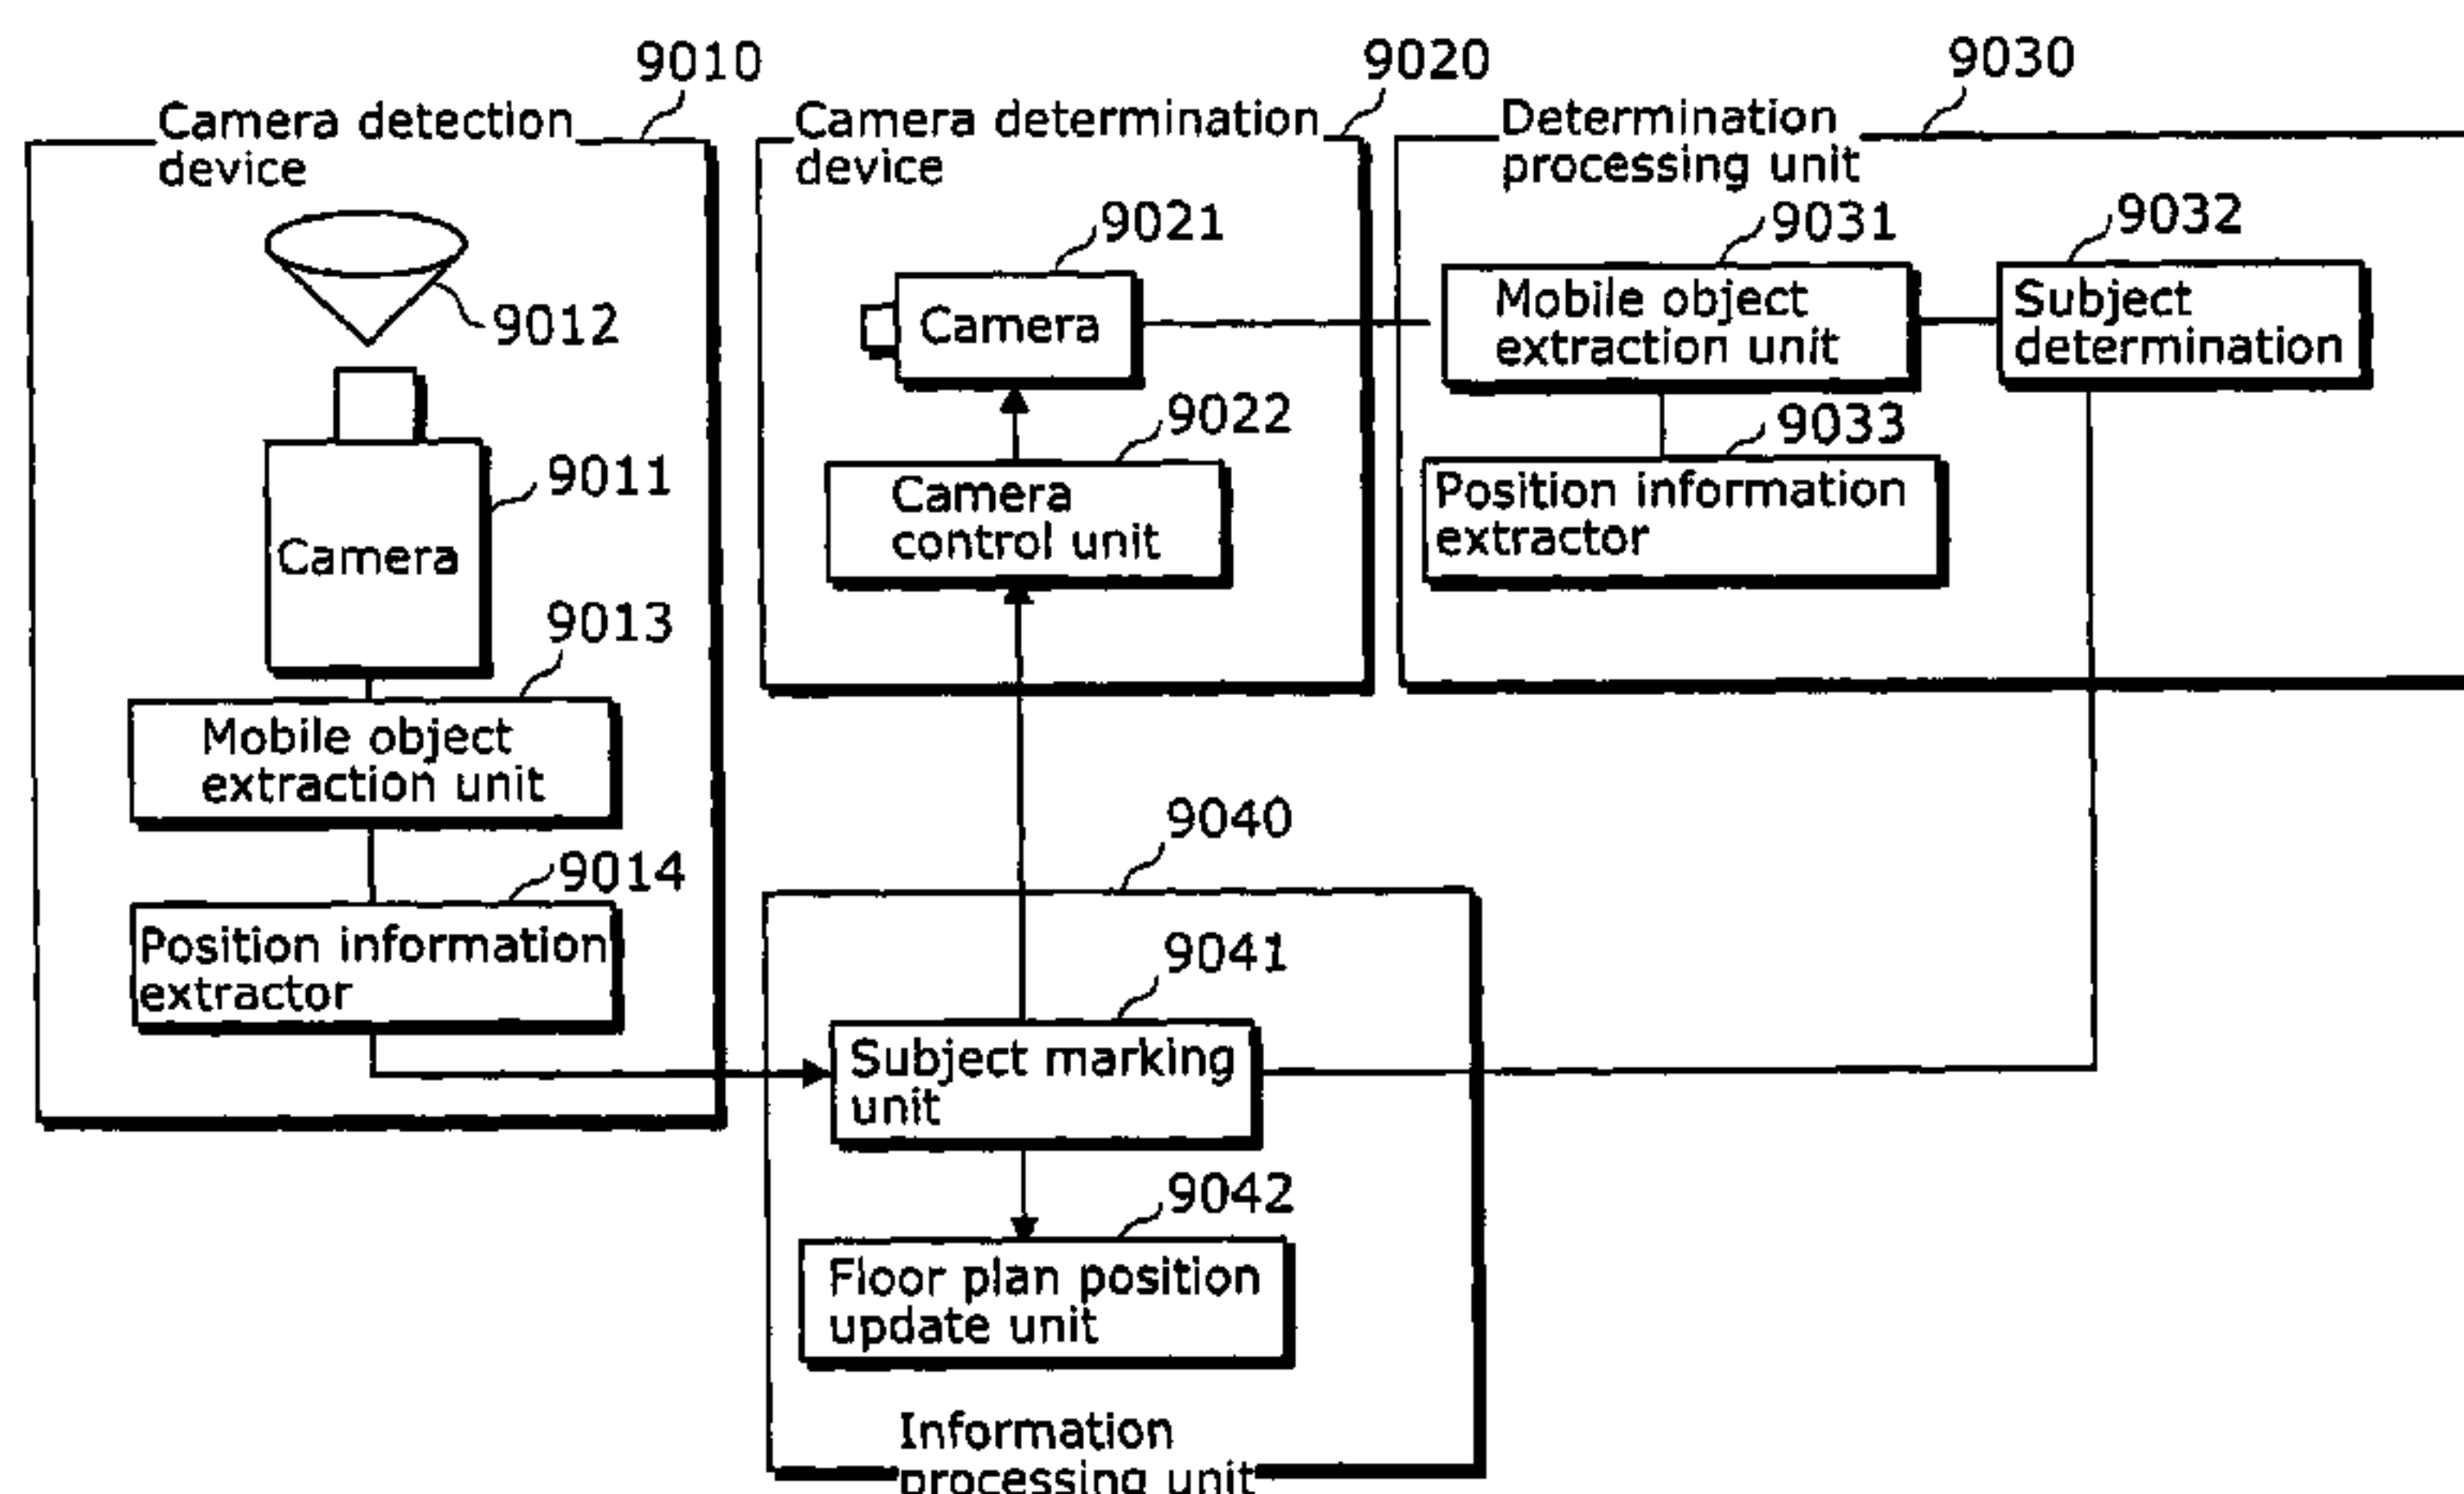 9010
Camera detection
device
9012
9011
Camera
9013
Mobile object
extraction unit
9014
Position information
extractor
9020
Camera determination
device
9021
Camera
9022
Camera
control unit
9030
Determination
processing unit
9031
Mobile object
extraction unit
9032
Subject
determination
9033
Position information
extractor
9040
9041
Subject marking
unit
9042
Floor plan position
update unit
Information
processing unit